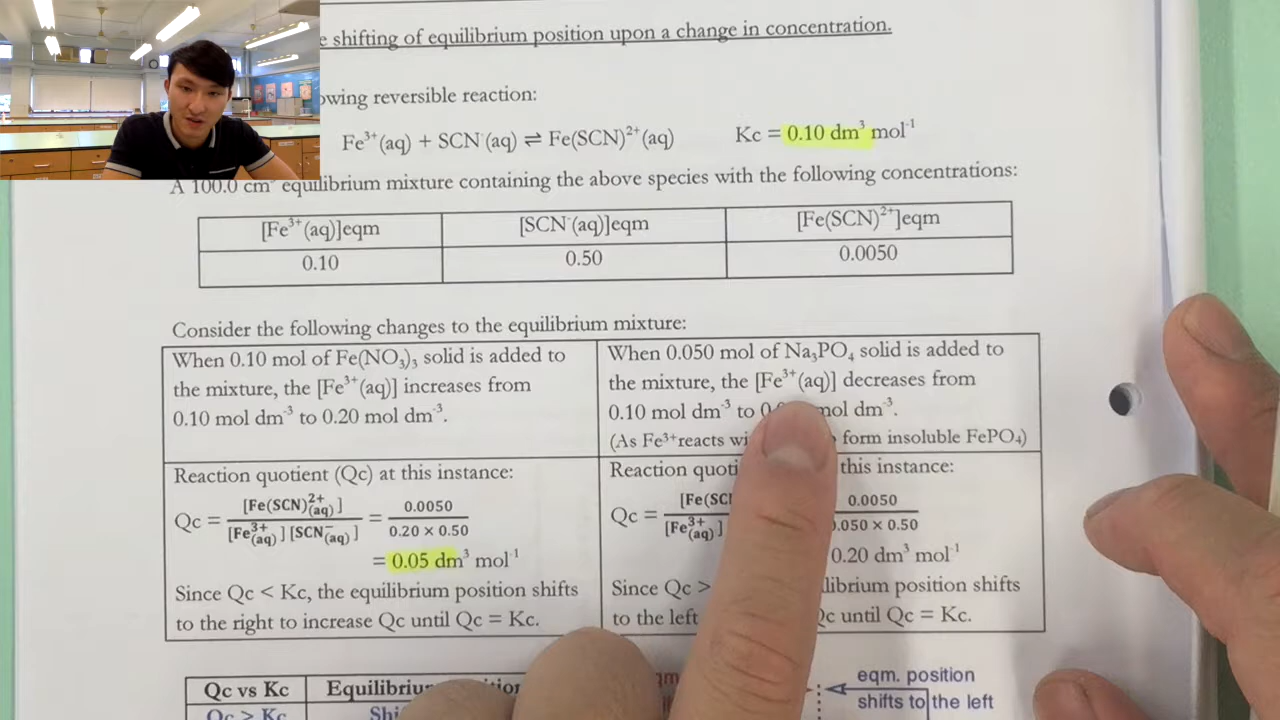 e shifting of equilibrium position upon a change in concentration.
owing reversible reaction:
Fe³⁺(aq) + SCN⁻(aq) ⇌ Fe(SCN)²⁺(aq) Kc = 0.10 dm³ mol⁻¹
A 100.0 cm³ equilibrium mixture containing the above species with the following concentrations:
[Fe³⁺(aq)]eqm [SCN⁻(aq)]eqm [Fe(SCN)²⁺]eqm
0.10 0.50 0.0050
Consider the following changes to the equilibrium mixture:
When 0.10 mol of Fe(NO₃)₃ solid is added to
the mixture, the [Fe³⁺(aq)] increases from
0.10 mol dm⁻³ to 0.20 mol dm⁻³.
When 0.050 mol of Na₃PO₄ solid is added to
the mixture, the [Fe³⁺(aq)] decreases from
0.10 mol dm⁻³ to mol dm⁻³.
(As Fe³⁺ reacts form insoluble FePO₄)
Reaction quotient (Qc) at this instance:
Qc = [Fe(SCN)²⁺(aq)] / [Fe³⁺(aq)] [SCN⁻(aq)] = 0.0050 / 0.20 × 0.50
= 0.05 dm³ mol⁻¹
Since Qc < Kc, the equilibrium position shifts
to the right to increase Qc until Qc = Kc.
Reaction quoti this instance:
Qc = [Fe(SC / [Fe³⁺(aq)] 0.0050 / .050 × 0.50
0.20 dm³ mol⁻¹
Since Qc > librium position shifts
to the left Qc until Qc = Kc.
Qc vs Kc Equilibriu
Qc > Kc Shi
eqm. position
shifts to the left